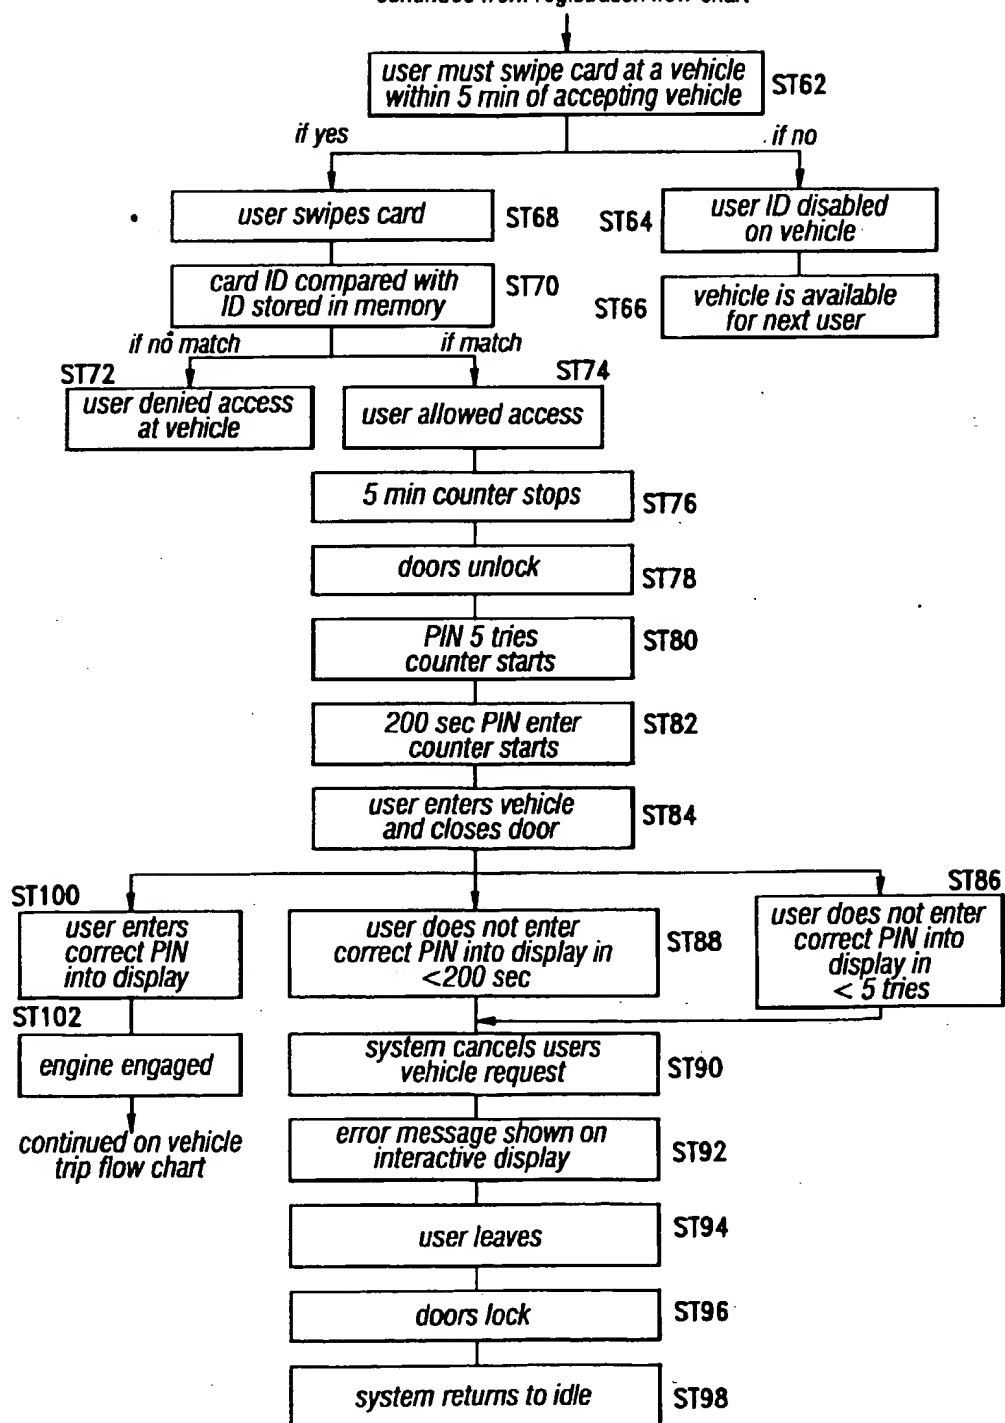 continued from registration flow chart
user must swipe card at a vehicle
within 5 min of accepting vehicle
ST62
if yes
if no
user swipes card
ST68
ST64
user ID disabled
on vehicle
card ID compared with
ID stored in memory
ST70
ST66
vehicle is available
for next user
if no match
if match
ST72
ST74
user denied access
at vehicle
user allowed access
5 min counter stops
ST76
doors unlock
ST78
PIN 5 tries
counter starts
ST80
200 sec PIN enter
counter starts
ST82
user enters vehicle
and closes door
ST84
ST100
ST86
user enters
correct PIN
into display
user does not enter
correct PIN into display in
<200 sec
ST88
user does not enter
correct PIN into
display in
< 5 tries
ST102
engine engaged
system cancels users
vehicle request
ST90
continued on vehicle
trip flow chart
error message shown on
interactive display
ST92
user leaves
ST94
doors lock
ST96
system returns to idle
ST98